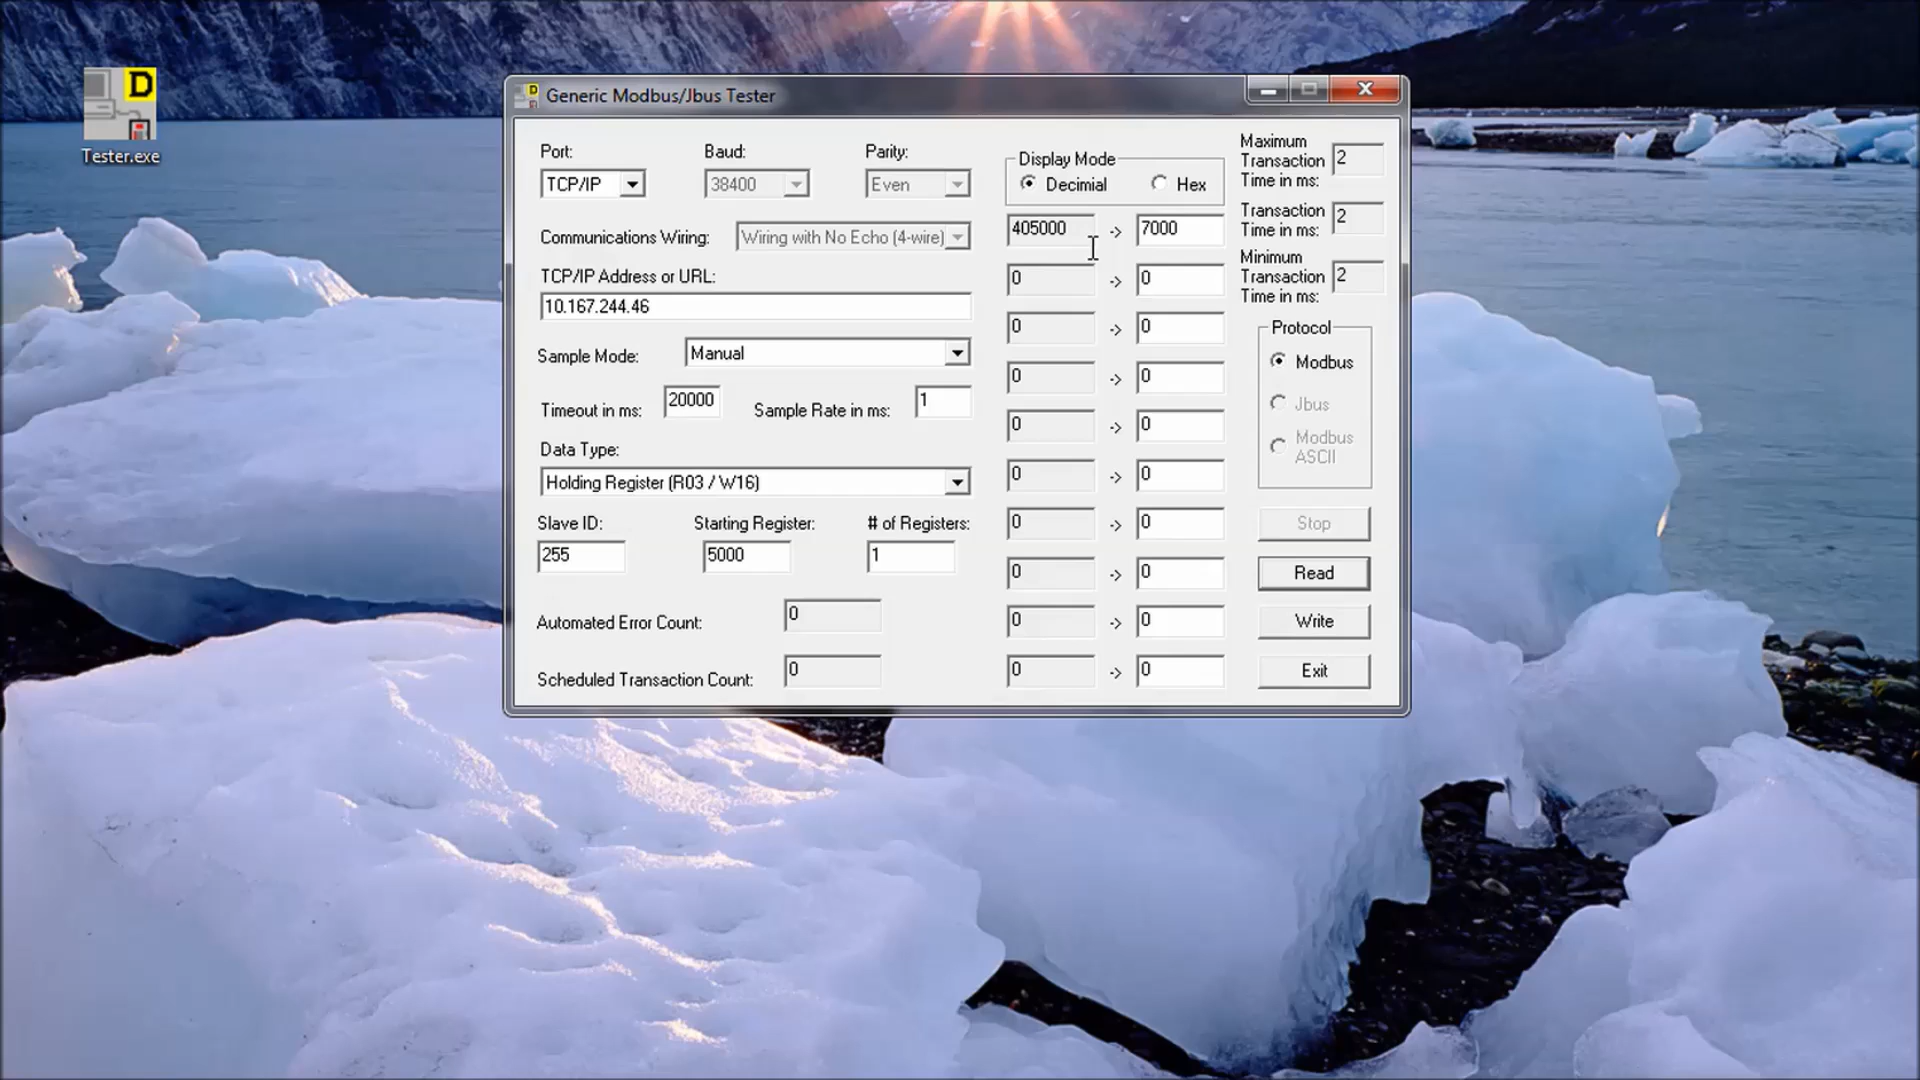 Tester.exe
Generic Modbus/Jbus Tester
Port:
TCP/IP
Baud:
38400
Parity:
Even
Communications Wiring:
Wiring with No Echo (4-wire)
TCP/IP Address or URL:
10.167.244.46
Sample Mode:
Manual
Timeout in ms:
20000
Sample Rate in ms:
1
Data Type:
Holding Register (R03 / W16)
Slave ID:
255
Starting Register:
5000
# of Registers:
1
Automated Error Count:
0
Scheduled Transaction Count:
0
Display Mode
Decimial
Hex
405000 -> 7000
0 -> 0
0 -> 0
0 -> 0
0 -> 0
0 -> 0
0 -> 0
0 -> 0
0 -> 0
0 -> 0
Maximum
Transaction
Time in ms:
2
Transaction
Time in ms:
2
Minimum
Transaction
Time in ms:
2
Protocol
Modbus
Jbus
Modbus
ASCII
Stop
Read
Write
Exit